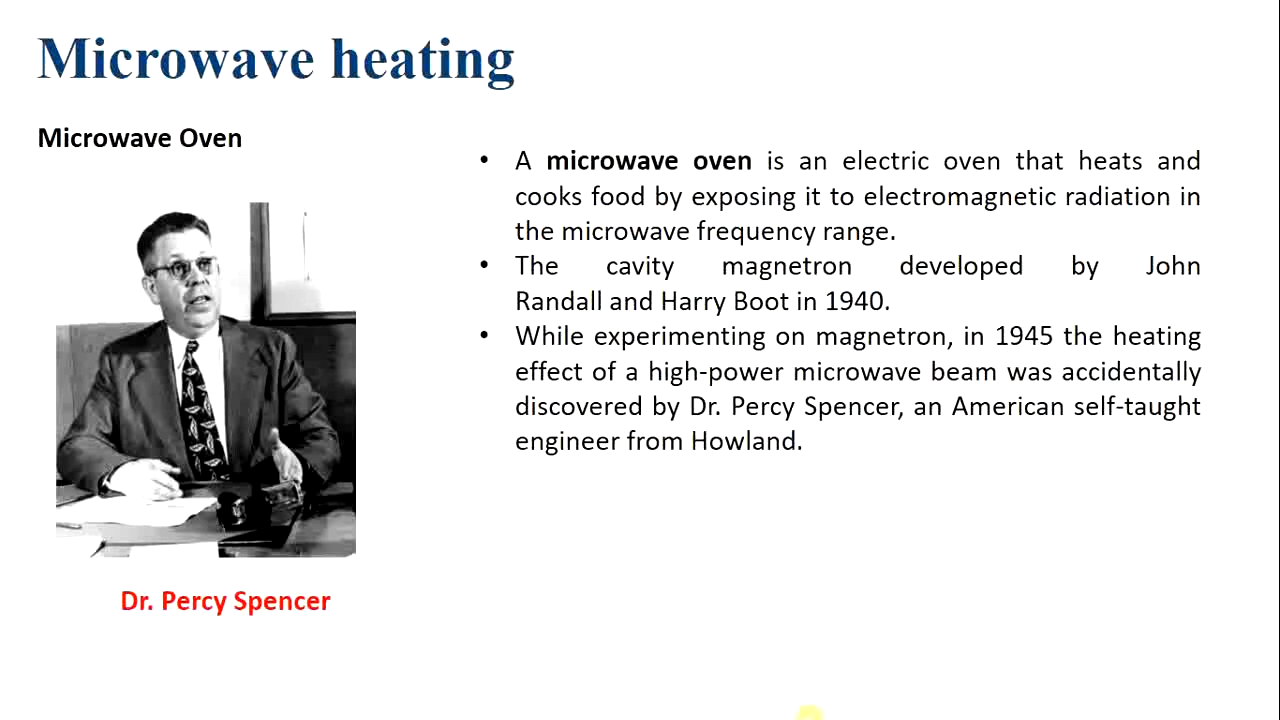 Microwave heating
Microwave Oven
• A microwave oven is an electric oven that heats and
cooks food by exposing it to electromagnetic radiation in
the microwave frequency range.
• The cavity magnetron developed by John
Randall and Harry Boot in 1940.
• While experimenting on magnetron, in 1945 the heating
effect of a high-power microwave beam was accidentally
discovered by Dr. Percy Spencer, an American self-taught
engineer from Howland.
Dr. Percy Spencer